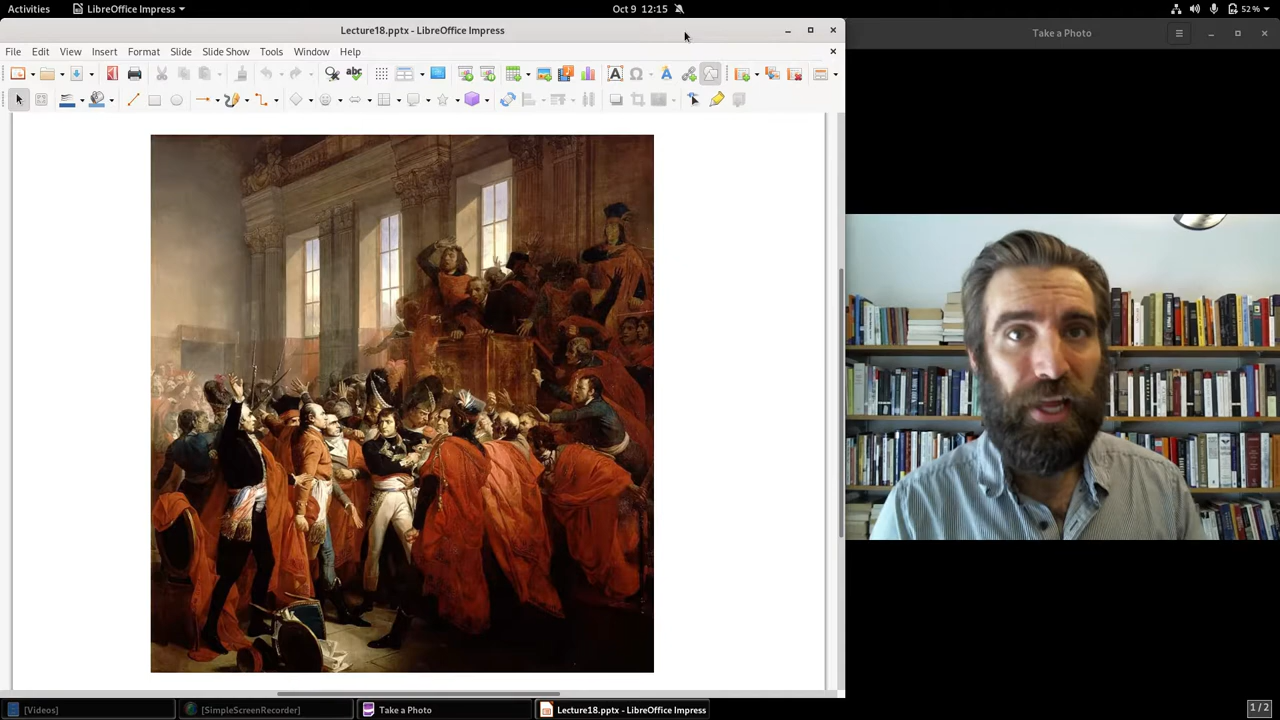 Activities LibreOffice Impress Oct 9 12:15 52 %
Lecture18.pptx - LibreOffice Impress
Take a Photo
File Edit View Insert Format Slide Slide Show Tools Window Help
[Videos] [SimpleScreenRecorder] Take a Photo Lecture18.pptx - LibreOffice Impress 1/2